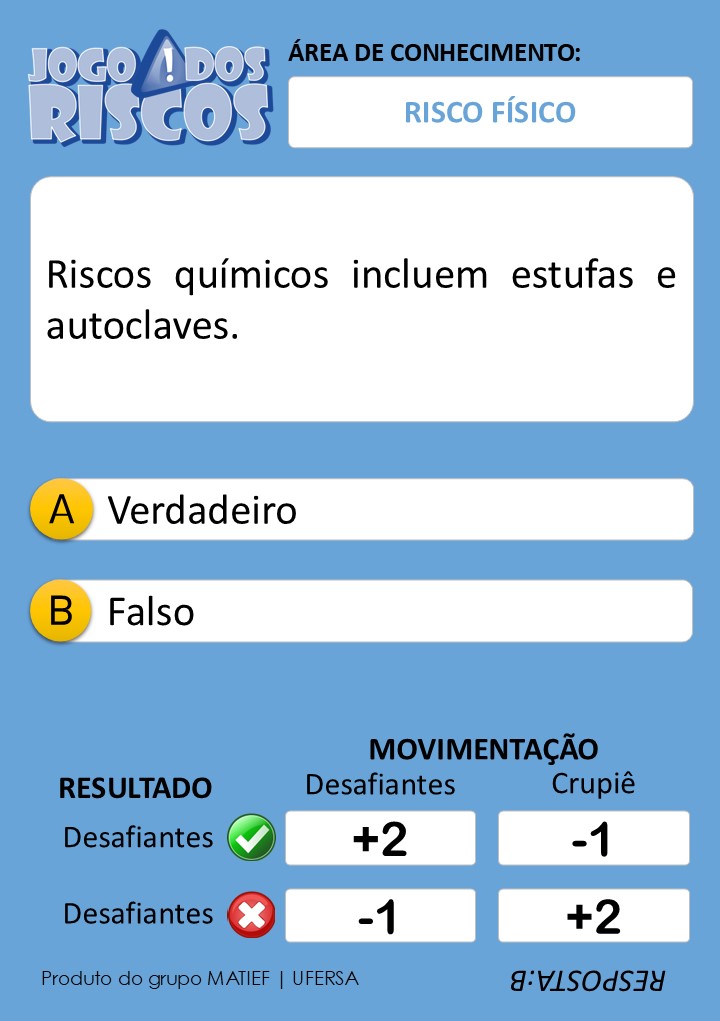 JOGO DOS
RISCOS
ÁREA DE CONHECIMENTO:
RISCO FÍSICO
Riscos químicos incluem estufas e
autoclaves.
A Verdadeiro
B Falso
MOVIMENTAÇÃO
RESULTADO Desafiantes Crupiê
Desafiantes +2 -1
Desafiantes -1 +2
Produto do grupo MATIEF | UFERSA RESPOSTA:B